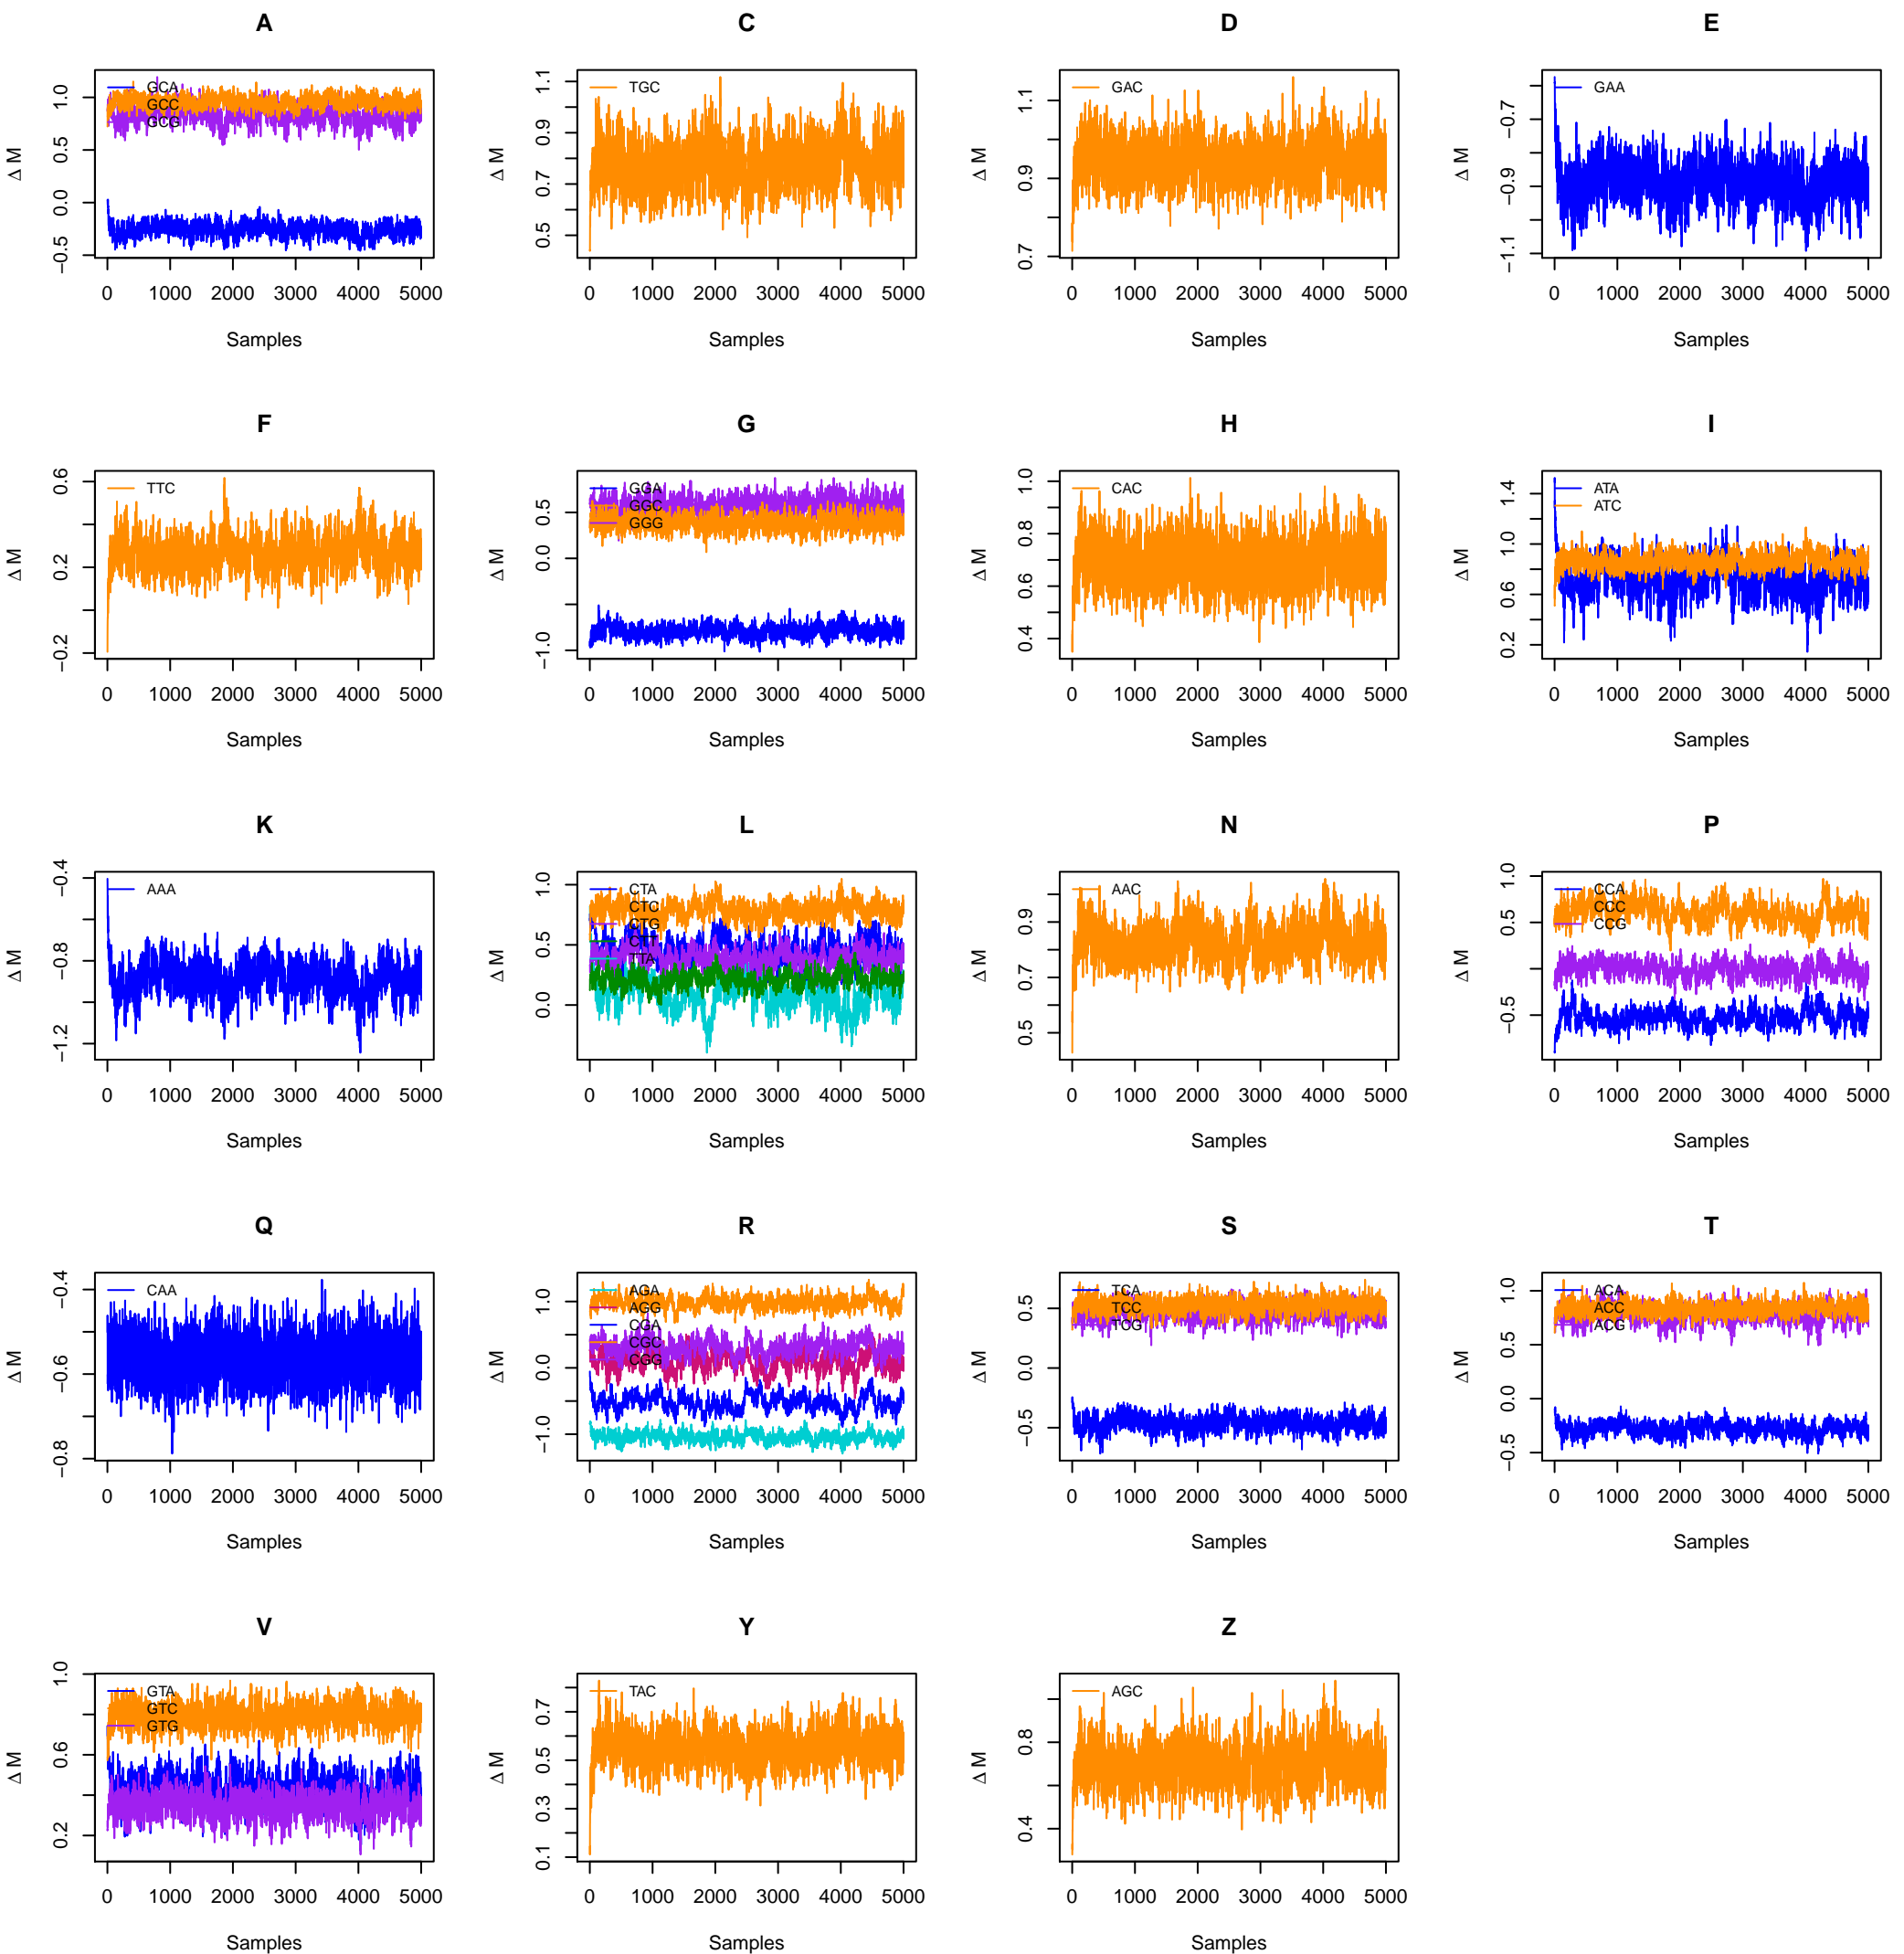 A
C
D
E
ΔM
1.0
0.5
0.0
−0.5
GCA
GCC
GCG
0 1000 2000 3000 4000 5000
Samples
ΔM
1.1
0.9
0.7
0.5
TGC
0 1000 2000 3000 4000 5000
Samples
ΔM
1.1
0.9
0.7
GAC
0 1000 2000 3000 4000 5000
Samples
ΔM
−0.7
−0.9
−1.1
GAA
0 1000 2000 3000 4000 5000
Samples
F
G
H
I
ΔM
0.6
0.2
−0.2
TTC
0 1000 2000 3000 4000 5000
Samples
ΔM
0.5
0.0
−1.0
GGA
GGC
GGG
0 1000 2000 3000 4000 5000
Samples
ΔM
1.0
0.8
0.6
0.4
CAC
0 1000 2000 3000 4000 5000
Samples
ΔM
1.4
1.0
0.6
0.2
ATA
ATC
0 1000 2000 3000 4000 5000
Samples
K
L
N
P
ΔM
−0.4
−0.8
−1.2
AAA
0 1000 2000 3000 4000 5000
Samples
ΔM
1.0
0.5
0.0
CTA
CTC
CTG
CTT
TTA
0 1000 2000 3000 4000 5000
Samples
ΔM
0.9
0.7
0.5
AAC
0 1000 2000 3000 4000 5000
Samples
ΔM
1.0
0.5
−0.5
CCA
CCC
CCG
0 1000 2000 3000 4000 5000
Samples
Q
R
S
T
ΔM
−0.4
−0.6
−0.8
CAA
0 1000 2000 3000 4000 5000
Samples
ΔM
1.0
0.0
−1.0
AGA
AGG
CGA
CGC
CGG
0 1000 2000 3000 4000 5000
Samples
ΔM
0.5
0.0
−0.5
TCA
TCC
TCG
0 1000 2000 3000 4000 5000
Samples
ΔM
1.0
0.5
0.0
−0.5
ACA
ACC
ACG
0 1000 2000 3000 4000 5000
Samples
V
Y
Z
ΔM
1.0
0.6
0.2
GTA
GTC
GTG
0 1000 2000 3000 4000 5000
Samples
ΔM
0.7
0.5
0.3
0.1
TAC
0 1000 2000 3000 4000 5000
Samples
ΔM
0.8
0.4
AGC
0 1000 2000 3000 4000 5000
Samples